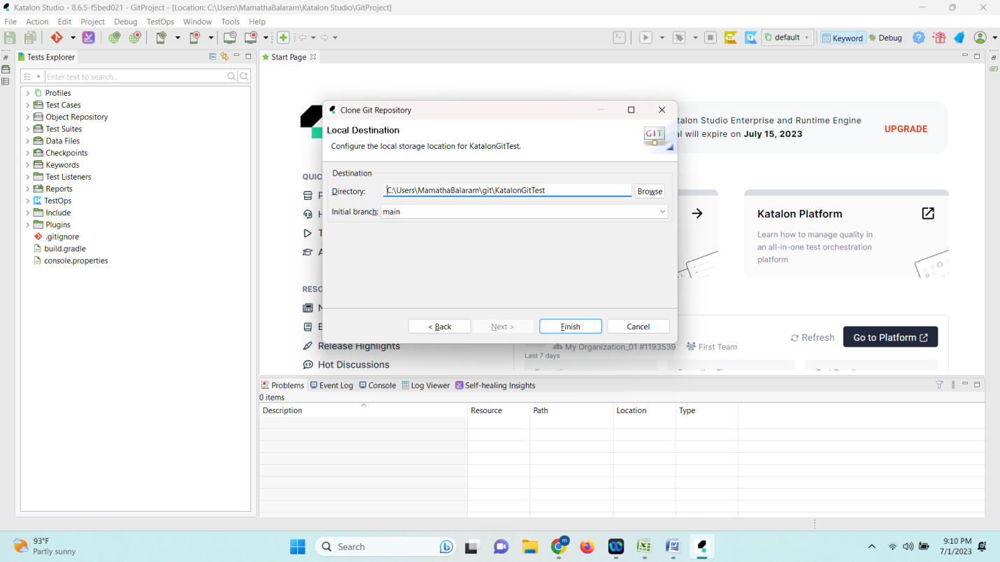 Katalon Studio - 8.6.5-f5bed021 - GitProject - [Location: C:\Users\MamathaBalaram\Katalon Studio\GitProject]
File Action Edit Project Debug TestOps Window Tools Help
default Keyword Debug
Tests Explorer
Start Page
Enter text to search...
Profiles
Test Cases
Object Repository
Test Suites
Data Files
Checkpoints
Keywords
Test Listeners
Reports
TestOps
Include
Plugins
.gitignore
build.gradle
console.properties
Clone Git Repository
Local Destination
Configure the local storage location for KatalonGitTest.
GIT
Destination
Directory: C:\Users\MamathaBalaram\git\KatalonGitTest Browse
Initial branch: main
< Back Next > Finish Cancel
talon Studio Enterprise and Runtime Engine
al will expire on July 15, 2023
UPGRADE
QUIC
Katalon Platform
Learn how to manage quality in
an all-in-one test orchestration
platform
RESO
Release Highlights
Hot Discussions
My Organization_01 #1193539 First Team
Refresh Go to Platform
Last 7 days
Problems Event Log Console Log Viewer Self-healing Insights
0 items
Description Resource Path Location Type
93°F
Partly sunny
Search
m
9:10 PM
7/1/2023